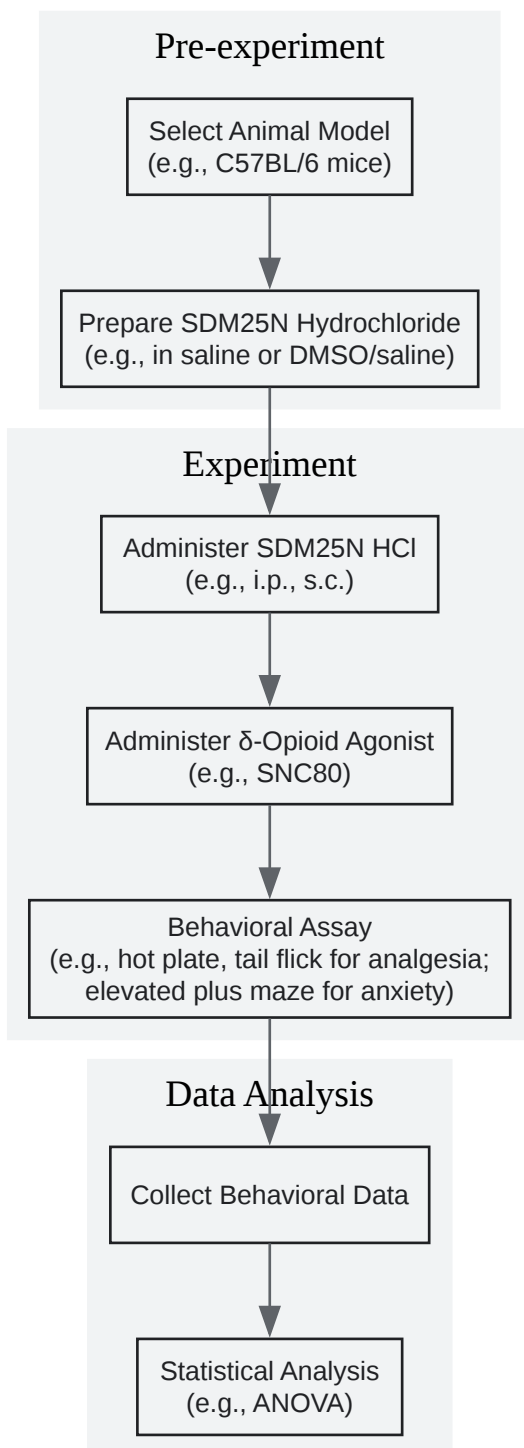 Pre-experiment
Select Animal Model
(e.g., C57BL/6 mice)
Prepare SDM25N Hydrochloride
(e.g., in saline or DMSO/saline)
Experiment
Administer SDM25N HCl
(e.g., i.p., s.c.)
Administer δ-Opioid Agonist
(e.g., SNC80)
Behavioral Assay
(e.g., hot plate, tail flick for analgesia;
elevated plus maze for anxiety)
Data Analysis
Collect Behavioral Data
Statistical Analysis
(e.g., ANOVA)